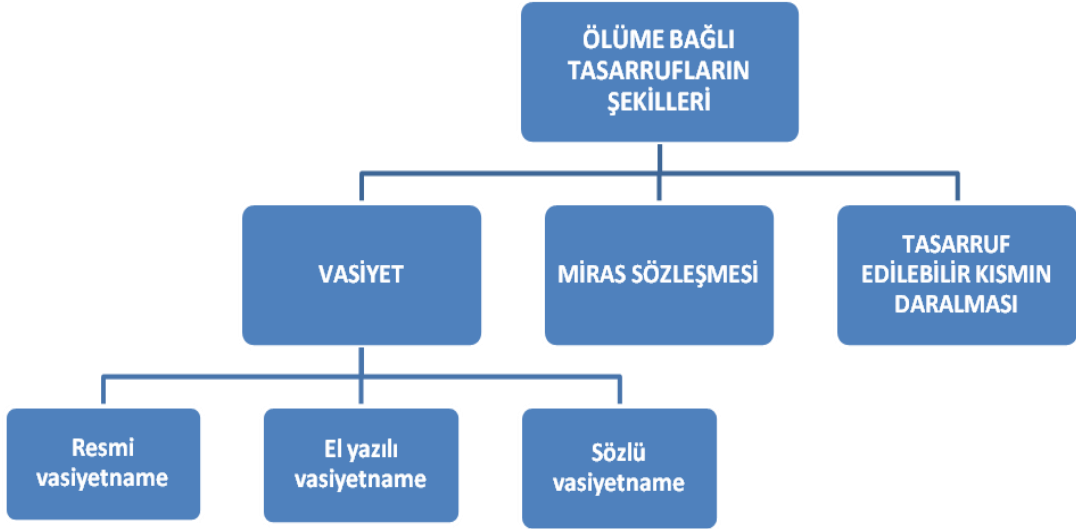 ÖLÜME BAĞLI
TASARRUFLARIN
ŞEKİLLERİ
VASİYET
MİRAS SÖZLEŞMESİ
TASARRUF
EDİLEBİLİR KISMIN
DARALMASI
Resmi
vasiyetname
El yazılı
vasiyetname
Sözlü
vasiyetname